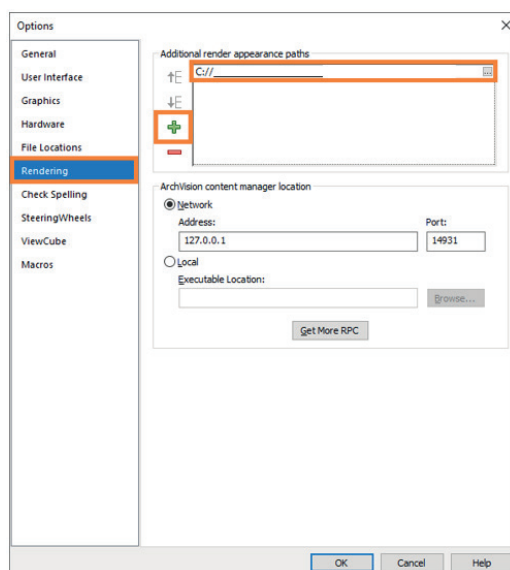 Options
General
User Interface
Graphics
Hardware
File Locations
Rendering
Check Spelling
SteeringWheels
ViewCube
Macros
Additional render appearance paths
↑E
C://____________________
...
↓E
ArchVision content manager location
Network
Address:
Port:
127.0.0.1
14931
Local
Executable Location:
Browse...
Get More RPC
OK
Cancel
Help